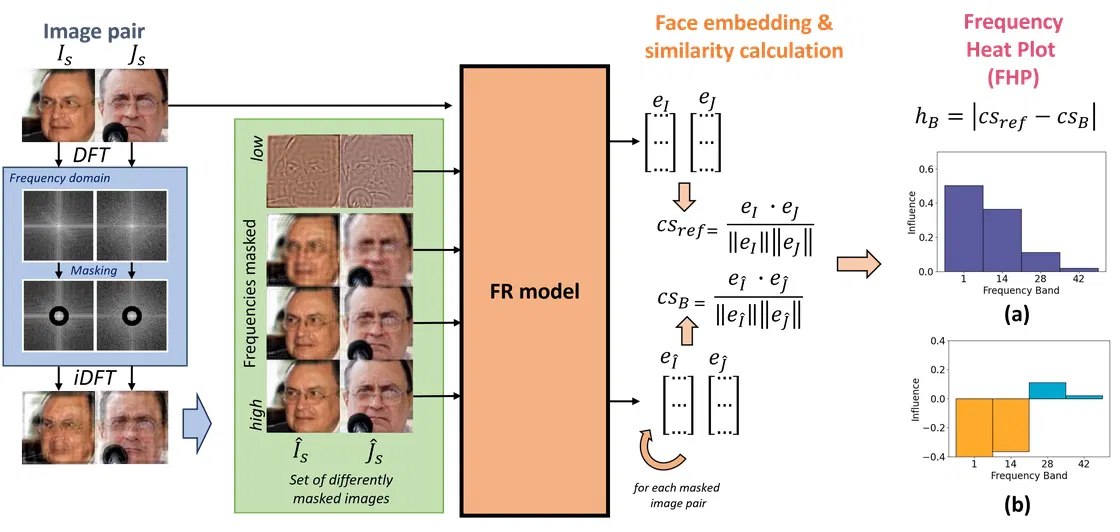 Image pair
I_s J_s
DFT
Frequency domain
Masking
iDFT
Frequencies masked
low
high
Î_s Ĵ_s
Set of differently
masked images
FR model
Face embedding &
similarity calculation
e_I e_J
[...] [...]
cs_ref = e_I · e_J / ‖e_I‖‖e_J‖
cs_B = e_Î · e_Ĵ / ‖e_Î‖‖e_Ĵ‖
e_Î e_Ĵ
[...] [...]
for each masked
image pair
Frequency
Heat Plot
(FHP)
h_B = |cs_ref − cs_B|
Influence
0.6
0.4
0.2
0.0
1 14 28 42
Frequency Band
(a)
Influence
0.4
0.2
0.0
−0.2
−0.4
1 14 28 42
Frequency Band
(b)